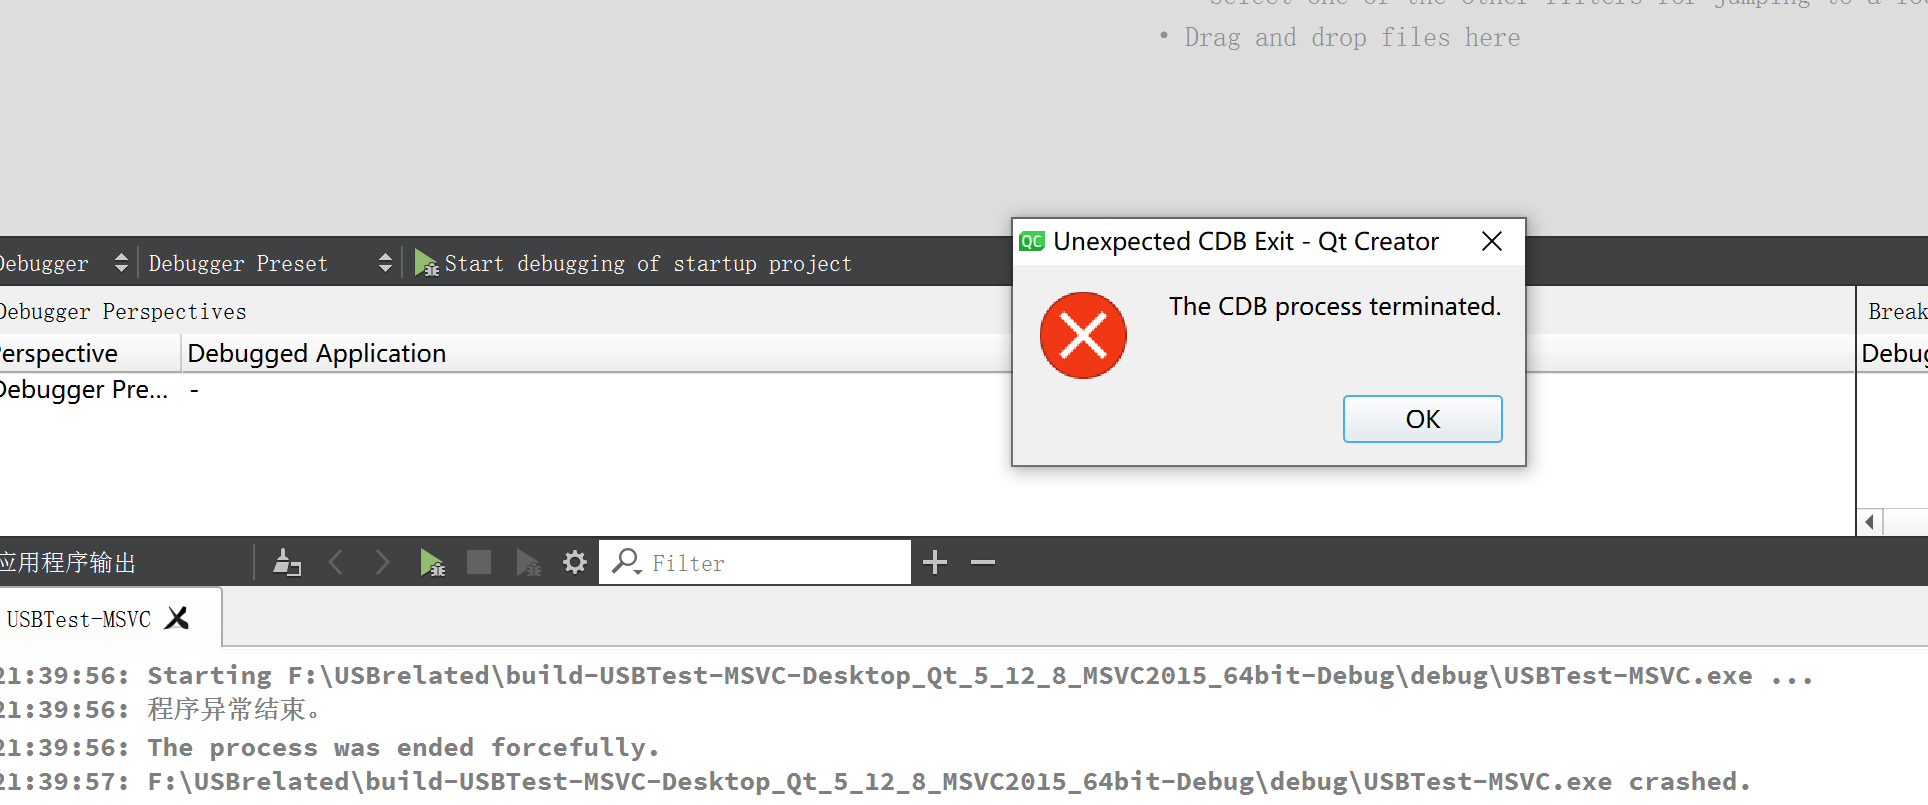 • Drag and drop files here
Unexpected CDB Exit - Qt Creator
The CDB process terminated.
OK
Debugger
Debugger Preset
Start debugging of startup project
Debugger Perspectives
Break
Perspective
Debugged Application
Debug
Debugger Pre...
-
应用程序输出
Filter
USBTest-MSVC
21:39:56: Starting F:\USBrelated\build-USBTest-MSVC-Desktop_Qt_5_12_8_MSVC2015_64bit-Debug\debug\USBTest-MSVC.exe ...
21:39:56: 程序异常结束。
21:39:56: The process was ended forcefully.
21:39:57: F:\USBrelated\build-USBTest-MSVC-Desktop_Qt_5_12_8_MSVC2015_64bit-Debug\debug\USBTest-MSVC.exe crashed.